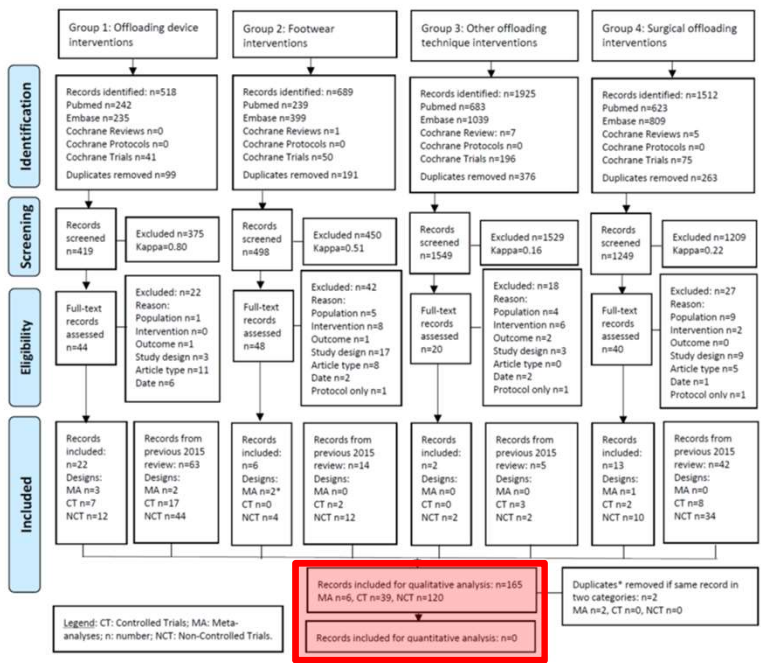 Group 1: Offloading device
interventions
Group 2: Footwear
interventions
Group 3: Other offloading
technique interventions
Group 4: Surgical offloading
interventions
Identification
Records identified: n=518
Pubmed n=242
Embase n=235
Cochrane Reviews n=0
Cochrane Protocols n=0
Cochrane Trials n=41
Duplicates removed n=99
Records identified: n=689
Pubmed n=239
Embase n=399
Cochrane Reviews n=1
Cochrane Protocols n=0
Cochrane Trials n=50
Duplicates removed n=191
Records identified: n=1925
Pubmed n=683
Embase n=1039
Cochrane Review: n=7
Cochrane Protocols n=0
Cochrane Trials n=196
Duplicates removed n=376
Records identified: n=1512
Pubmed n=623
Embase n=809
Cochrane Reviews n=5
Cochrane Protocols n=0
Cochrane Trials n=75
Duplicates removed n=263
Screening
Records
screened
n=419
Excluded n=375
Kappa=0.80
Records
screened
n=498
Excluded n=450
Kappa=0.51
Records
screened
n=1549
Excluded n=1529
Kappa=0.16
Records
screened
n=1249
Excluded n=1209
Kappa=0.22
Eligibility
Full-text
records
assessed
n=44
Excluded: n=22
Reason:
Population n=1
Intervention n=0
Outcome n=1
Study design n=3
Article type n=11
Date n=6
Full-text
records
assessed
n=48
Excluded: n=42
Reason:
Population n=5
Intervention n=8
Outcome n=1
Study design n=17
Article type n=8
Date n=2
Protocol only n=1
Full-text
records
assessed
n=20
Excluded: n=18
Reason:
Population n=4
Intervention n=6
Outcome n=2
Study design n=3
Article type n=0
Date n=2
Protocol only n=1
Full-text
records
assessed
n=40
Excluded: n=27
Reason:
Population n=9
Intervention n=2
Outcome n=0
Study design n=9
Article type n=5
Date n=1
Protocol only n=1
Included
Records
included:
n=22
Designs:
MA n=3
CT n=7
NCT n=12
Records from
previous 2015
review: n=63
Designs:
MA n=2
CT n=17
NCT n=44
Records
included:
n=6
Designs:
MA n=2*
CT n=0
NCT n=4
Records from
previous 2015
review: n=14
Designs:
MA n=0
CT n=2
NCT n=12
Records
included:
n=2
Designs:
MA n=0
CT n=0
NCT n=2
Records from
previous 2015
review: n=5
Designs:
MA n=0
CT n=3
NCT n=2
Records
included:
n=13
Designs:
MA n=1
CT n=2
NCT n=10
Records from
previous 2015
review: n=42
Designs:
MA n=0
CT n=8
NCT n=34
Records included for qualitative analysis: n=165
MA n=6, CT n=39, NCT n=120
Duplicates* removed if same record in
two categories: n=2
MA n=2, CT n=0, NCT n=0
Records included for quantitative analysis: n=0
Legend: CT: Controlled Trials; MA: Meta-
analyses; n: number; NCT: Non-Controlled Trials.